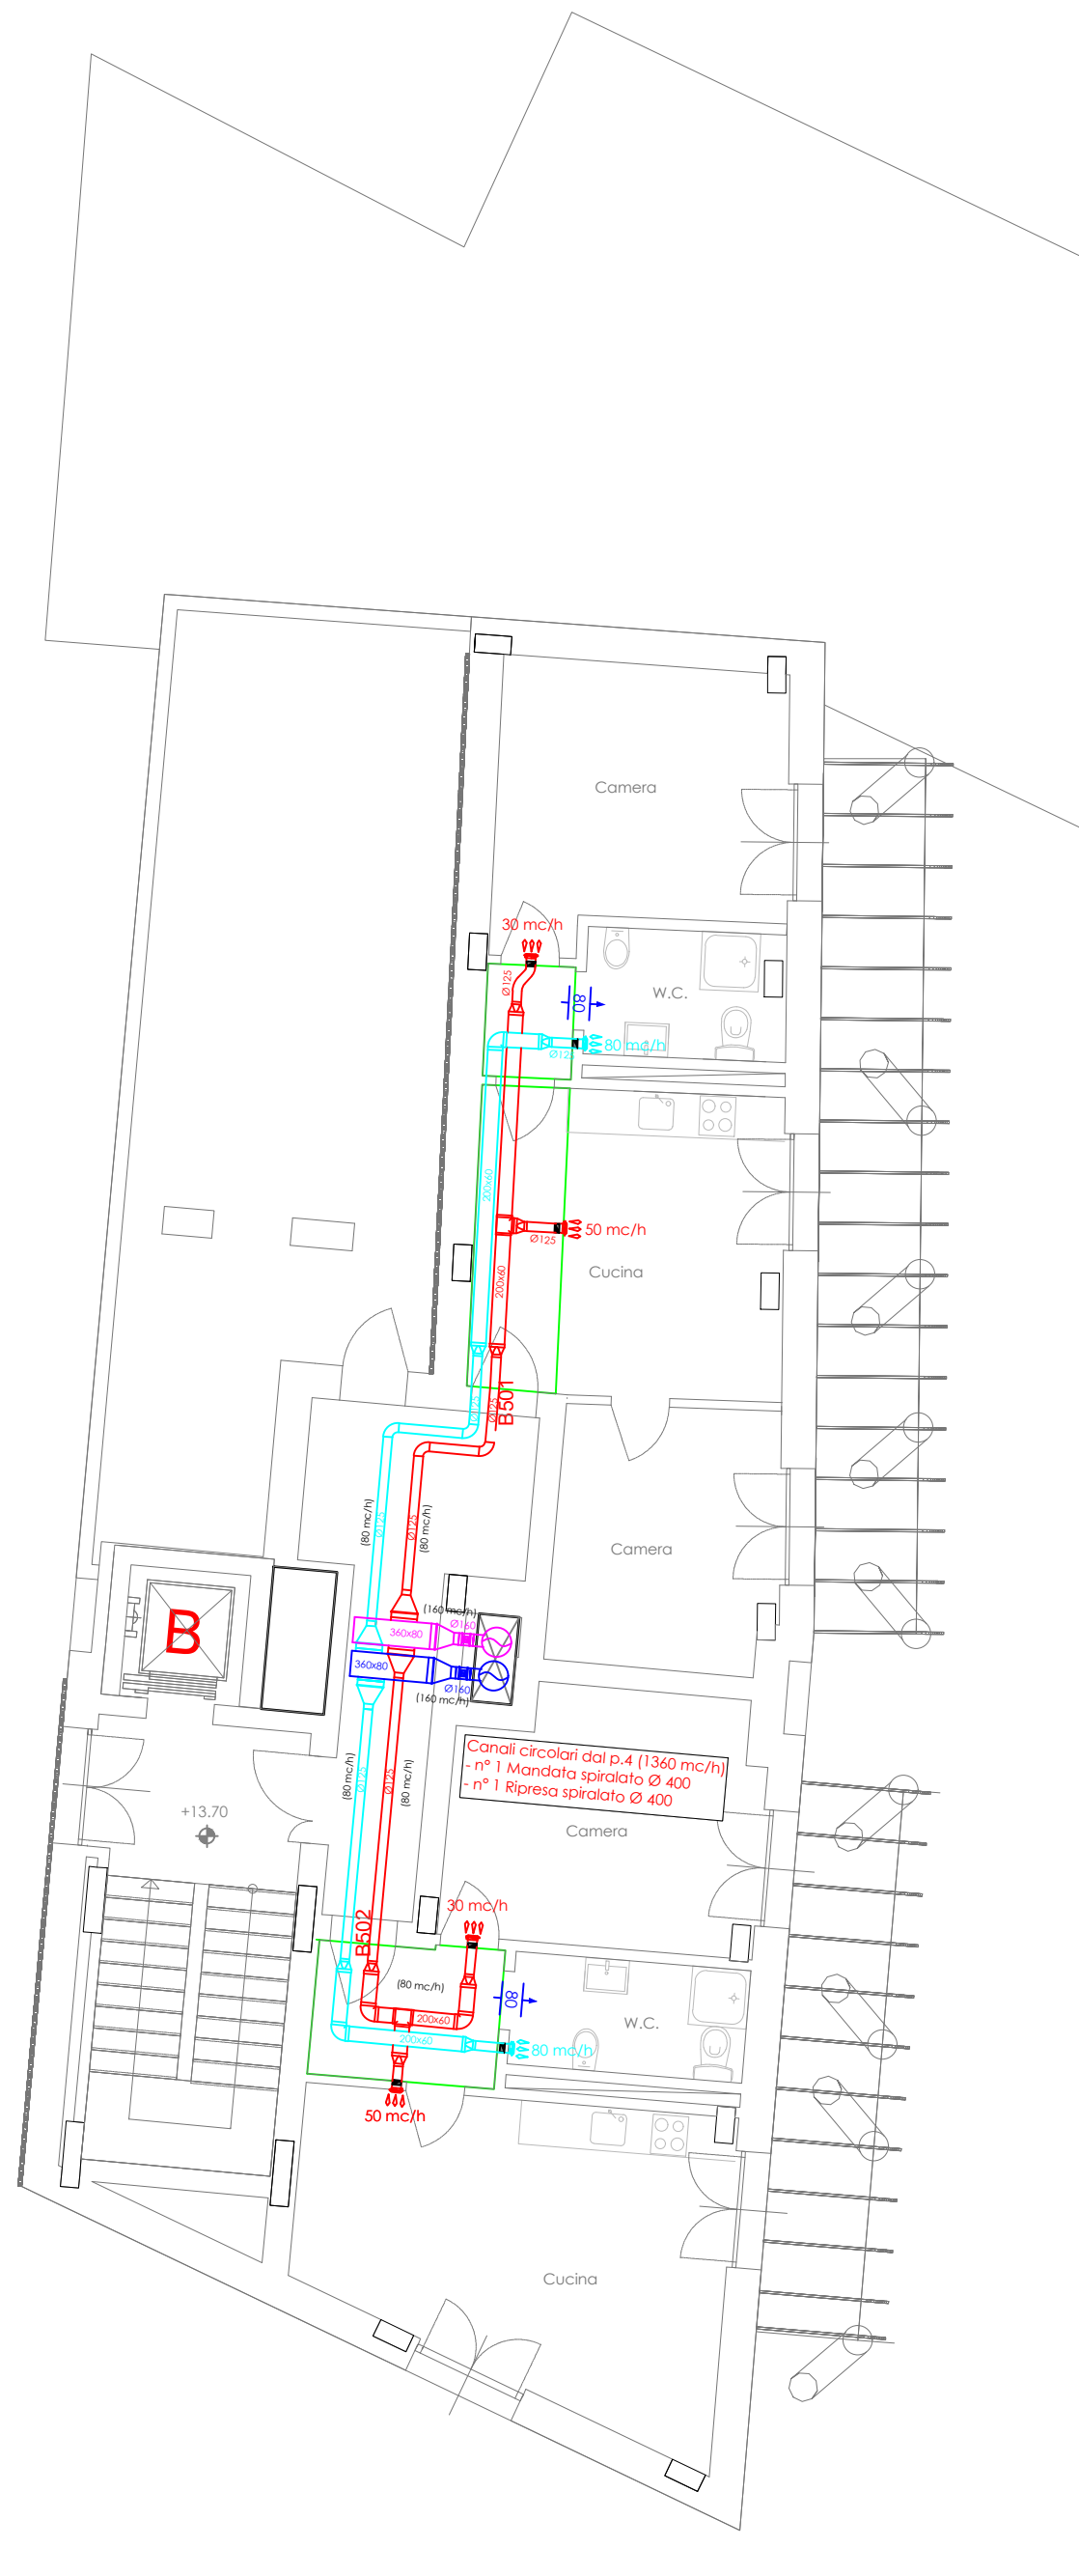 Camera
30 mc/h
Ø125
80
W.C.
80 mc/h
Ø125
200x60
50 mc/h
Ø125
Cucina
200x60
Ø125
Ø125
B501
(80 mc/h)
Ø125
Ø125
(80 mc/h)
Camera
(160 mc/h)
Ø160
360x80
B
360x80
Ø160
(160 mc/h)
Canali circolari dal p.4 (1360 mc/h)
- n° 1 Mandata spiralato Ø 400
- n° 1 Ripresa spiralato Ø 400
(80 mc/h)
Ø125
Ø125
(80 mc/h)
+13.70
Camera
30 mc/h
B502
(80 mc/h)
80
200x60
W.C.
200x60
80 mc/h
50 mc/h
Cucina